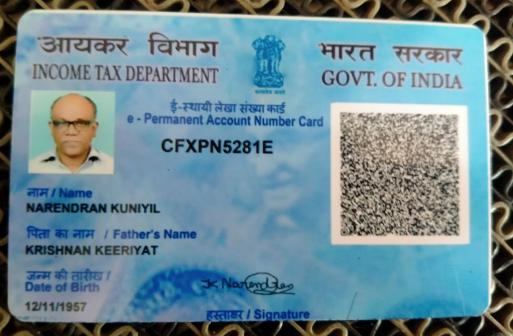 आयकर विभाग
INCOME TAX DEPARTMENT
भारत सरकार
GOVT. OF INDIA
ई-स्थायी लेखा संख्या कार्ड
e - Permanent Account Number Card
CFXPN5281E
नाम / Name
NARENDRAN KUNIYIL
पिता का नाम / Father's Name
KRISHNAN KEERIYAT
जन्म की तारीख /
Date of Birth
12/11/1957
हस्ताक्षर / Signature